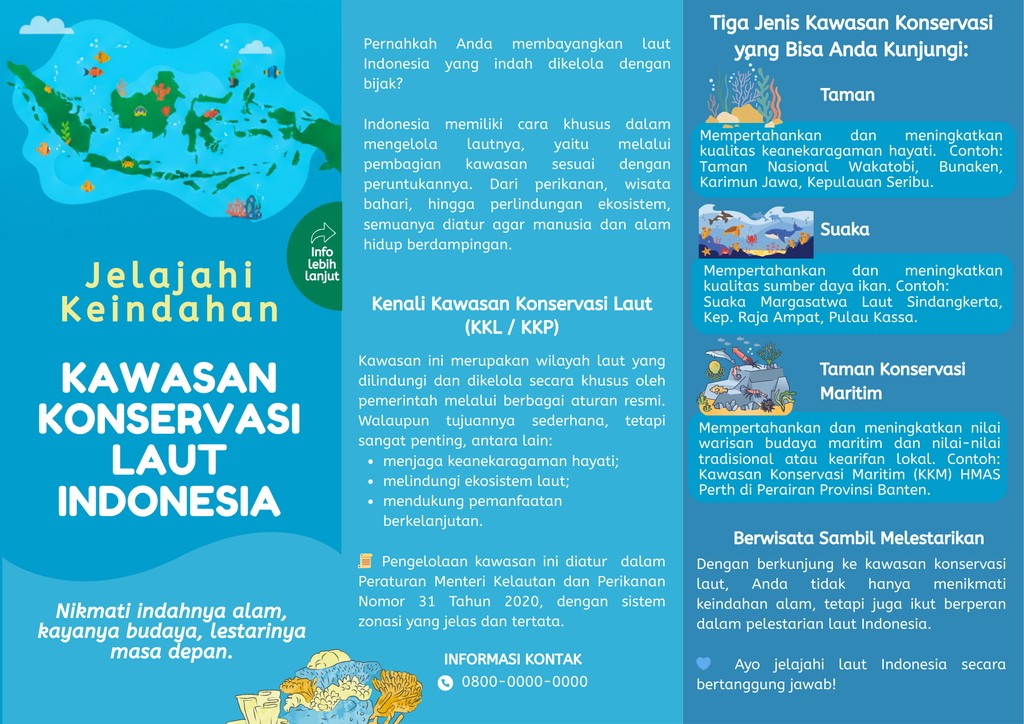 Info
lebih
lanjut
Jelajahi
Keindahan
KAWASAN
KONSERVASI
LAUT
INDONESIA
Nikmati indahnya alam,
kayanya budaya, lestarinya
masa depan.
Pernahkah Anda membayangkan laut
Indonesia yang indah dikelola dengan
bijak?
Indonesia memiliki cara khusus dalam
mengelola lautnya, yaitu melalui
pembagian kawasan sesuai dengan
peruntukannya. Dari perikanan, wisata
bahari, hingga perlindungan ekosistem,
semuanya diatur agar manusia dan alam
hidup berdampingan.
Kenali Kawasan Konservasi Laut
(KKL / KKP)
Kawasan ini merupakan wilayah laut yang
dilindungi dan dikelola secara khusus oleh
pemerintah melalui berbagai aturan resmi.
Walaupun tujuannya sederhana, tetapi
sangat penting, antara lain:
• menjaga keanekaragaman hayati;
• melindungi ekosistem laut;
• mendukung pemanfaatan
berkelanjutan.
📜 Pengelolaan kawasan ini diatur dalam
Peraturan Menteri Kelautan dan Perikanan
Nomor 31 Tahun 2020, dengan sistem
zonasi yang jelas dan tertata.
INFORMASI KONTAK
0800-0000-0000
Tiga Jenis Kawasan Konservasi
yang Bisa Anda Kunjungi:
Taman
Mempertahankan dan meningkatkan
kualitas keanekaragaman hayati. Contoh:
Taman Nasional Wakatobi, Bunaken,
Karimun Jawa, Kepulauan Seribu.
Suaka
Mempertahankan dan meningkatkan
kualitas sumber daya ikan. Contoh:
Suaka Margasatwa Laut Sindangkerta,
Kep. Raja Ampat, Pulau Kassa.
Taman Konservasi
Maritim
Mempertahankan dan meningkatkan nilai
warisan budaya maritim dan nilai-nilai
tradisional atau kearifan lokal. Contoh:
Kawasan Konservasi Maritim (KKM) HMAS
Perth di Perairan Provinsi Banten.
Berwisata Sambil Melestarikan
Dengan berkunjung ke kawasan konservasi
laut, Anda tidak hanya menikmati
keindahan alam, tetapi juga ikut berperan
dalam pelestarian laut Indonesia.
💙 Ayo jelajahi laut Indonesia secara
bertanggung jawab!